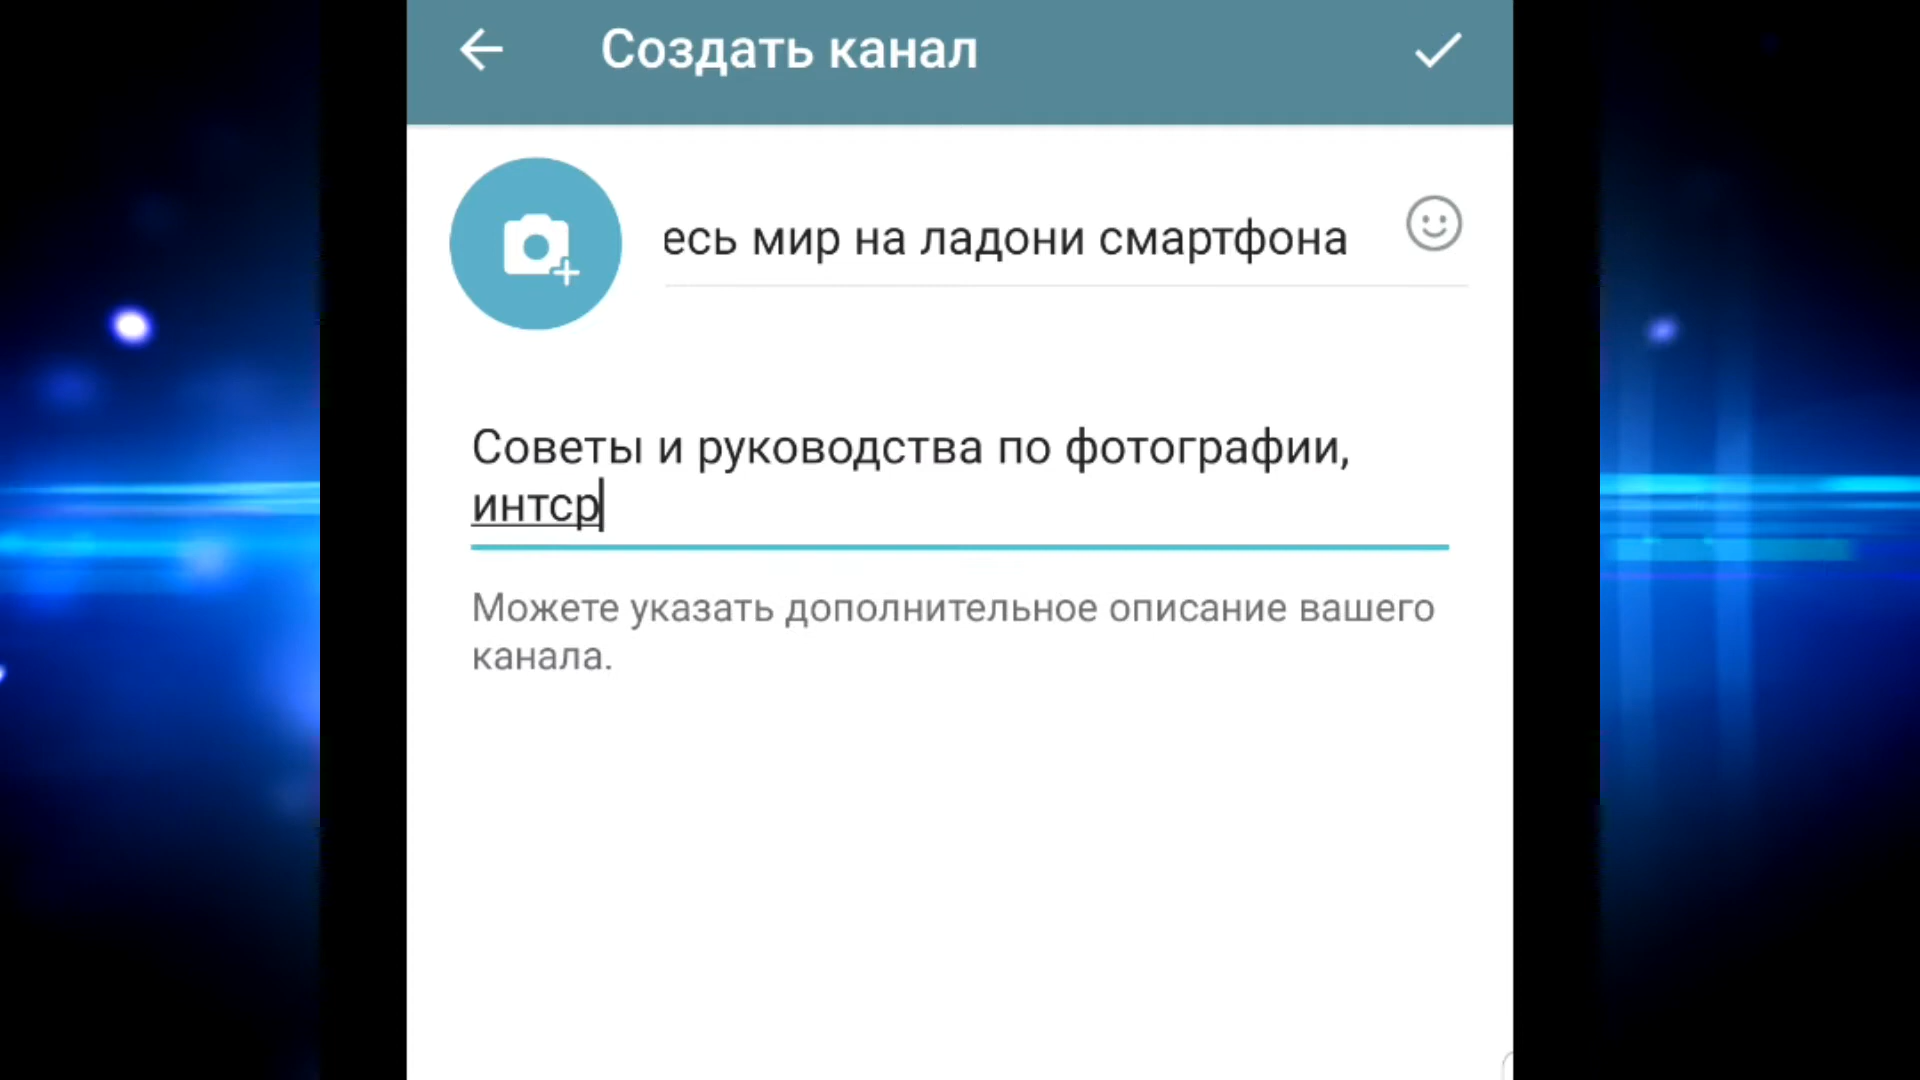 Создать канал
есь мир на ладони смартфона
Советы и руководства по фотографии,
интср
Можете указать дополнительное описание вашего
канала.